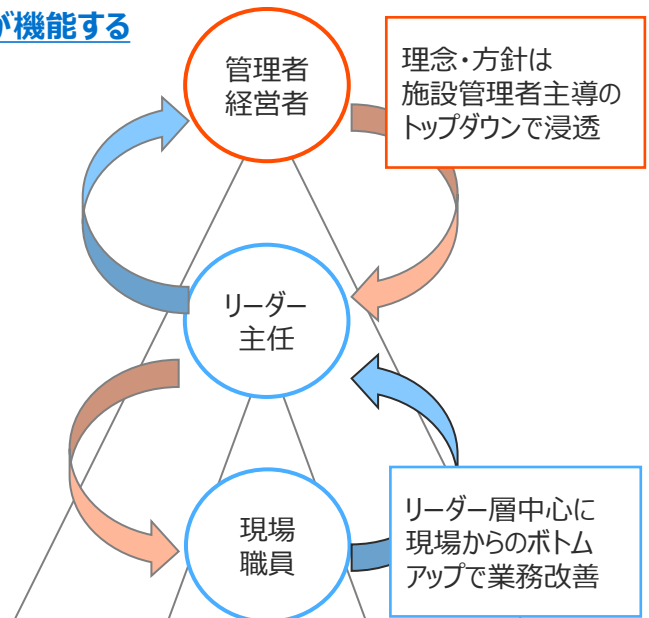 が機能する
管理者
経営者
理念・方針は
施設管理者主導の
トップダウンで浸透
リーダー
主任
現場
職員
リーダー層中心に
現場からのボトム
アップで業務改善